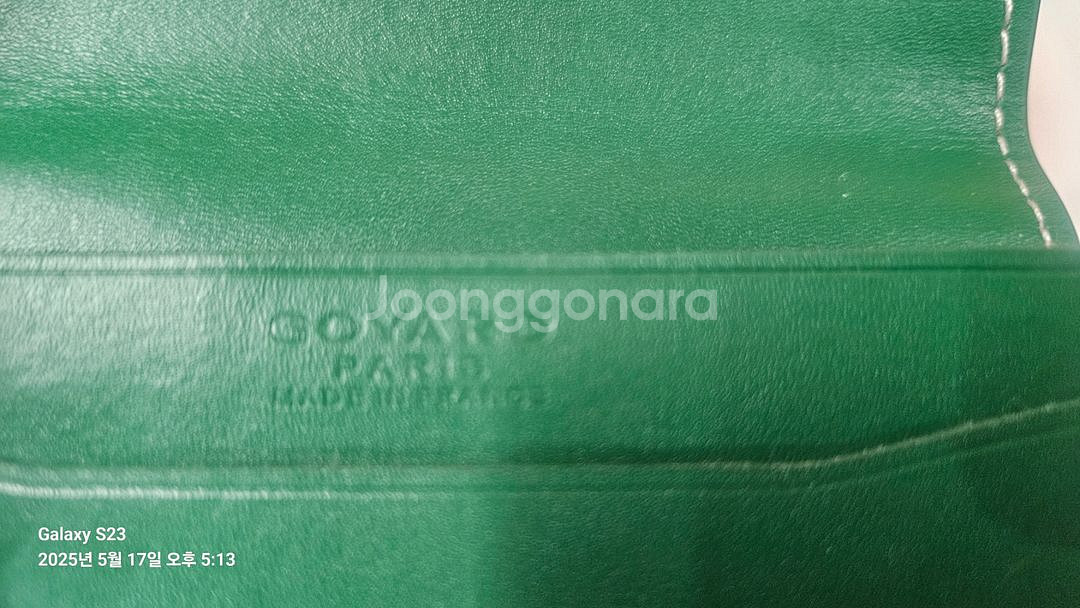 Joonggonara
GOYARD
PARIS
MADE IN FRANCE
Galaxy S23
2025년 5월 17일 오후 5:13